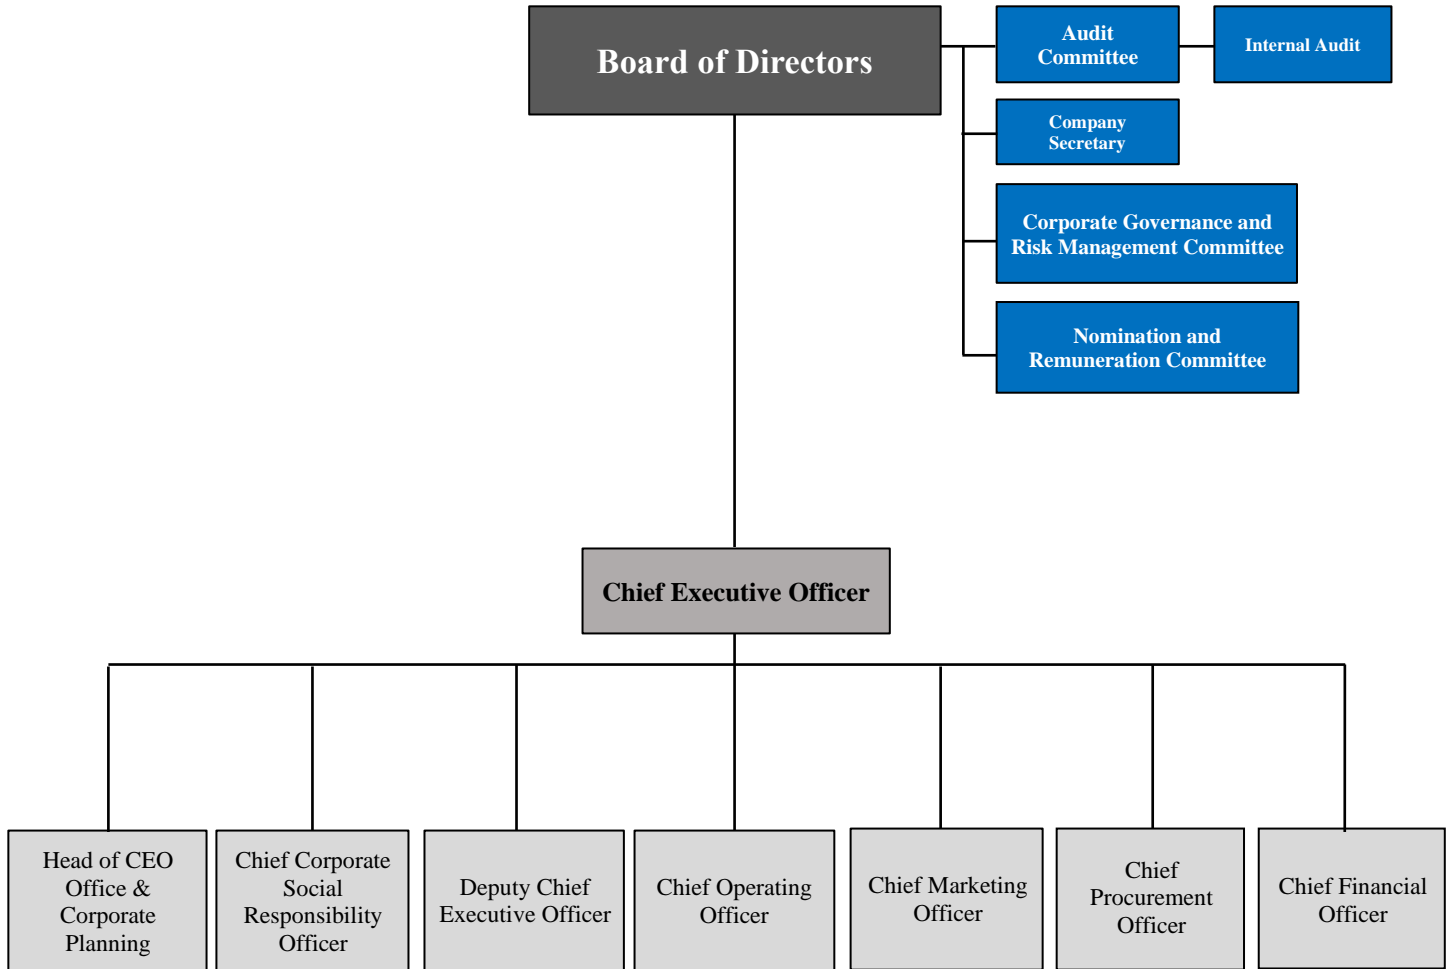 Board of Directors
Audit
Committee
Internal Audit
Company
Secretary
Corporate Governance and
Risk Management Committee
Nomination and
Remuneration Committee
Chief Executive Officer
Head of CEO
Office &
Corporate
Planning
Chief Corporate
Social
Responsibility
Officer
Deputy Chief
Executive Officer
Chief Operating
Officer
Chief Marketing
Officer
Chief
Procurement
Officer
Chief Financial
Officer